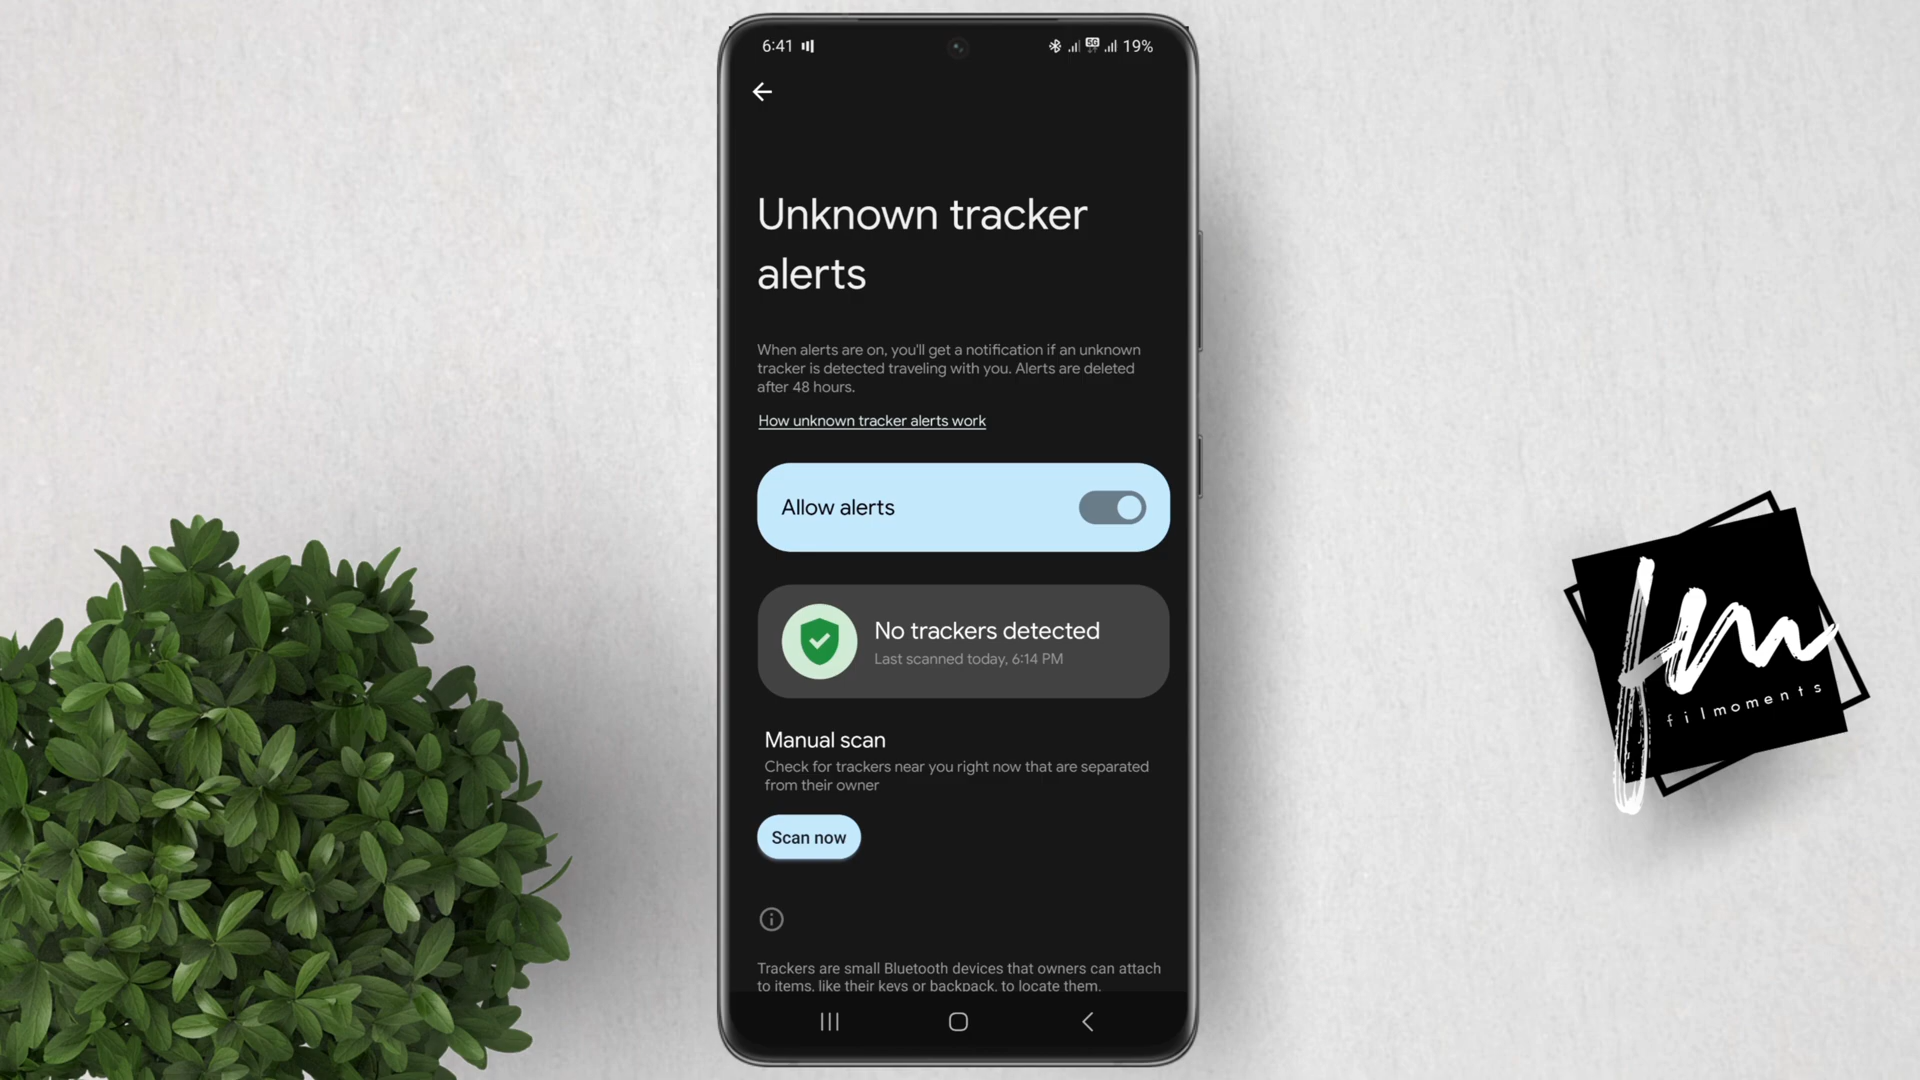 6:41
5G
19%
Unknown tracker
alerts
When alerts are on, you'll get a notification if an unknown
tracker is detected traveling with you. Alerts are deleted
after 48 hours.
How unknown tracker alerts work
Allow alerts
No trackers detected
Last scanned today, 6:14 PM
Manual scan
Check for trackers near you right now that are separated
from their owner
Scan now
Trackers are small Bluetooth devices that owners can attach
to items, like their keys or backpack, to locate them.
fm
filmoments